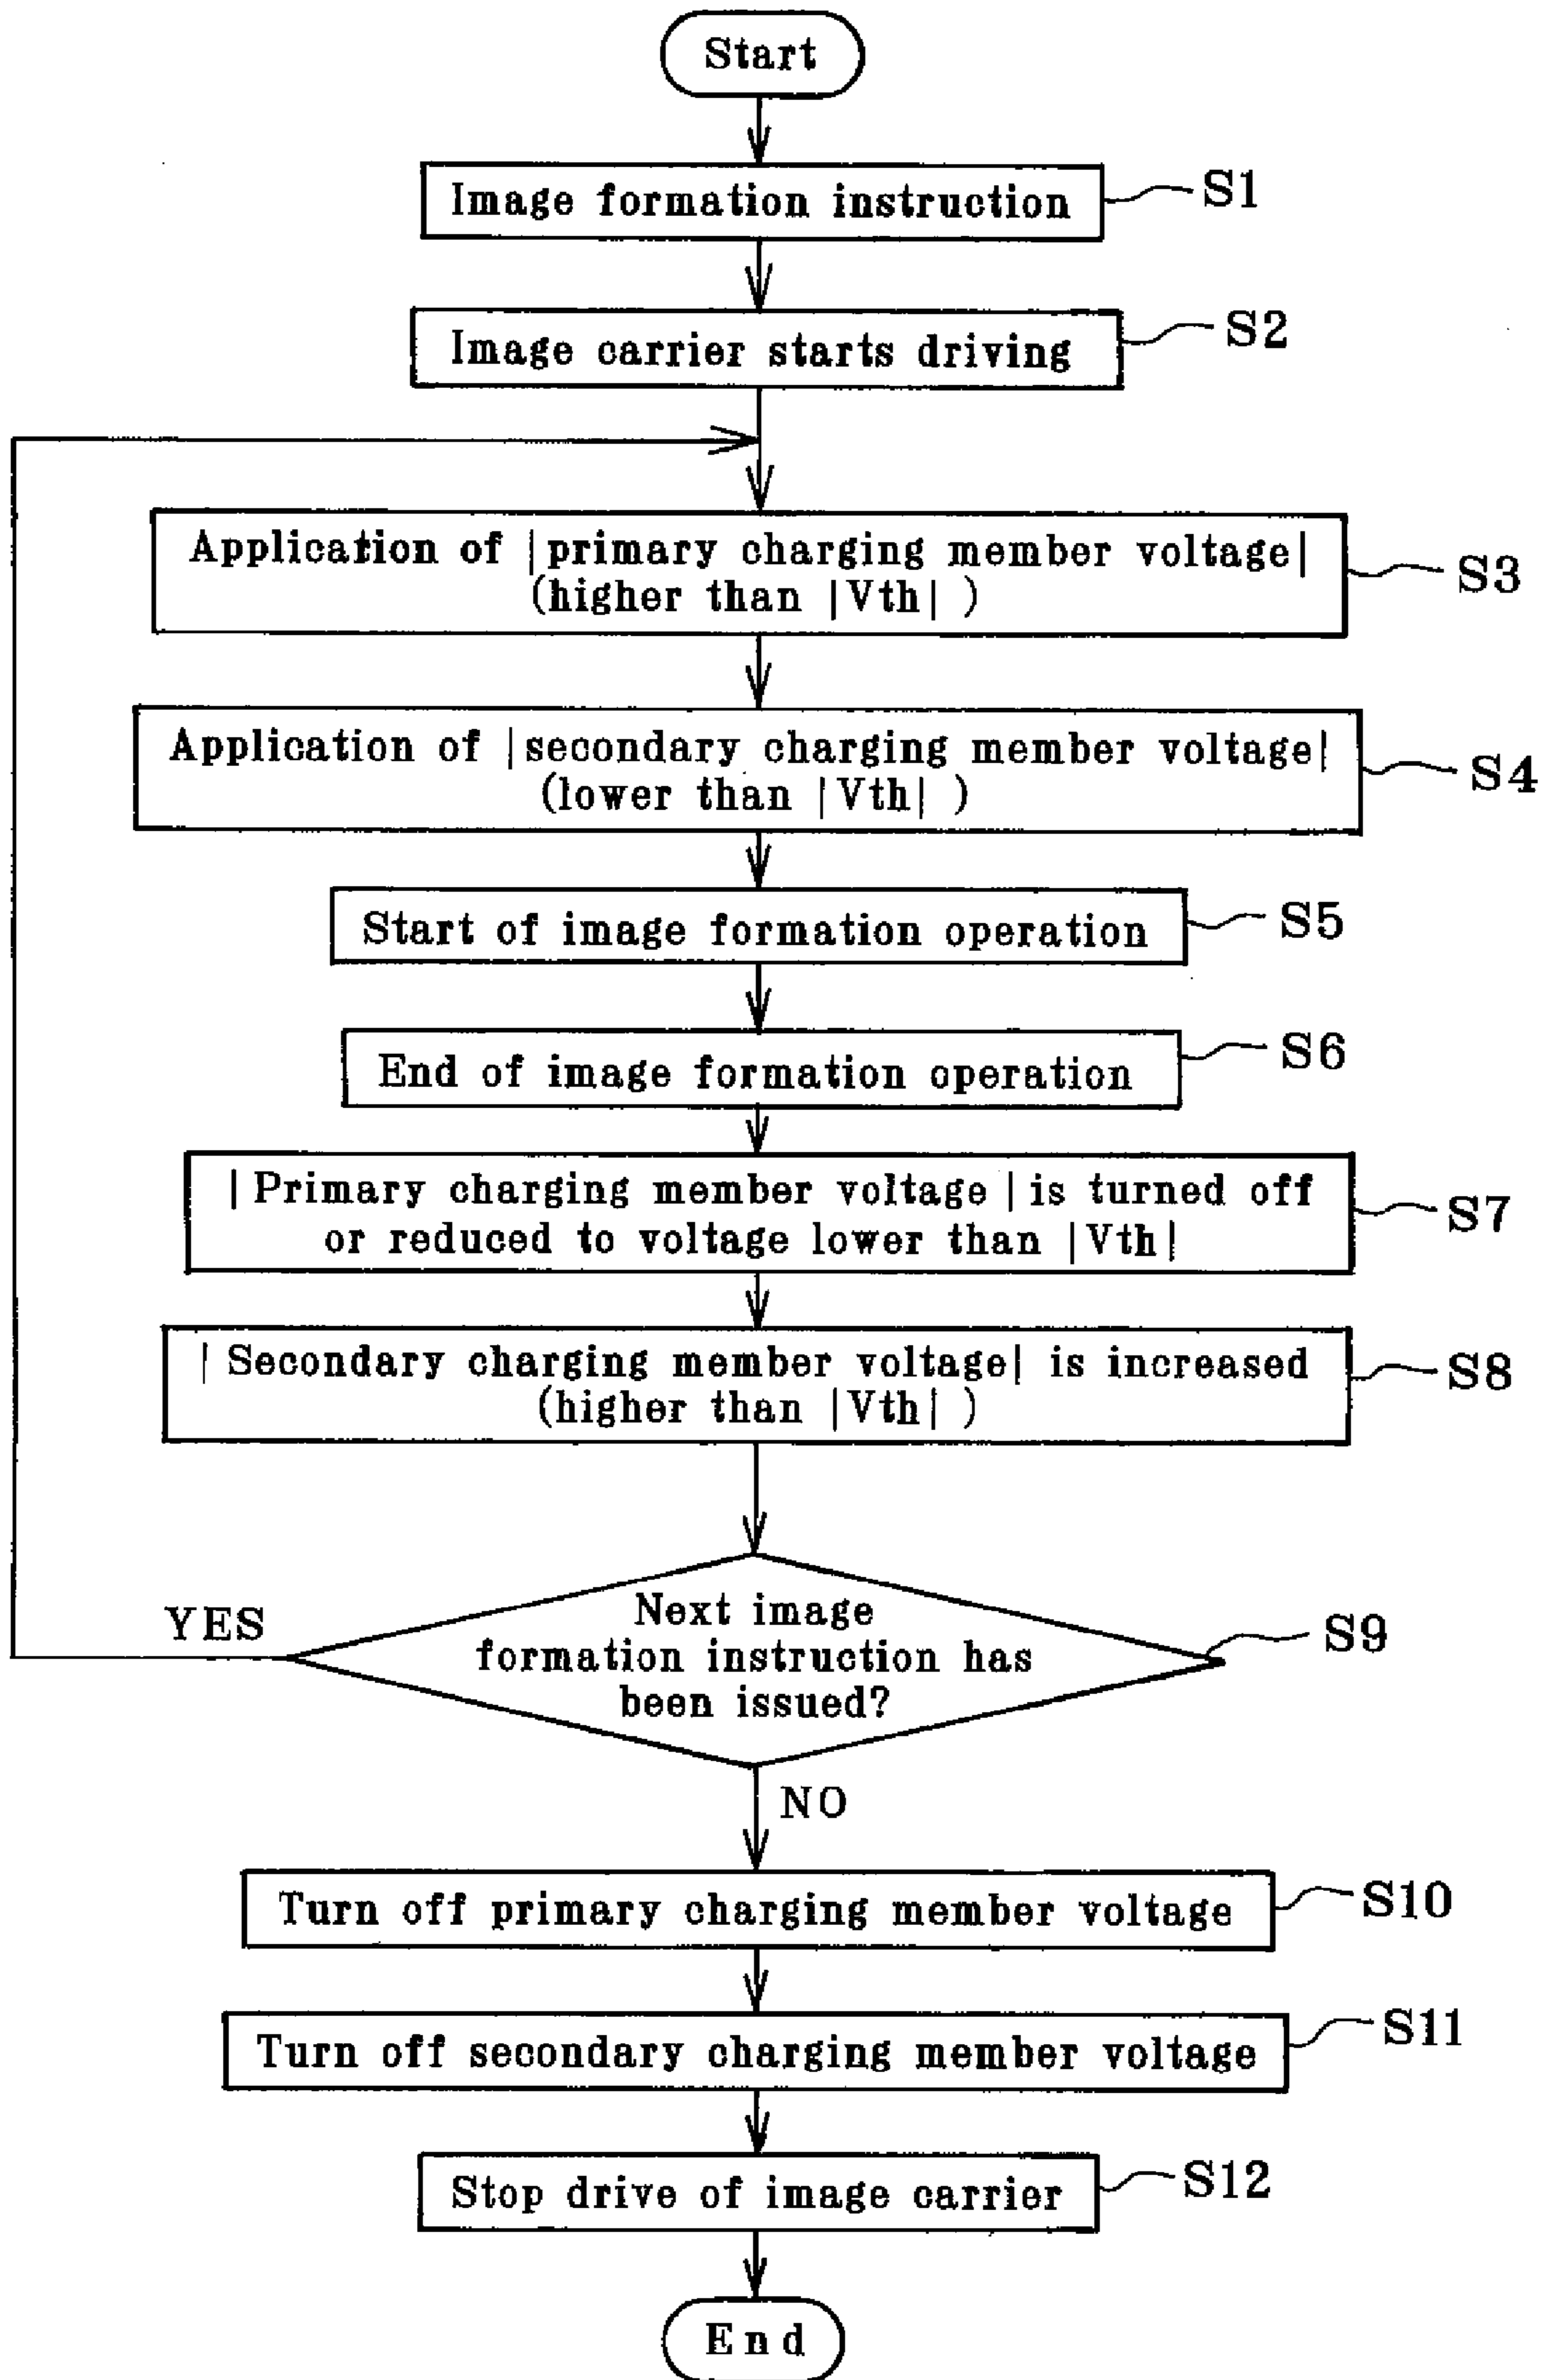 Start
Image formation instruction
S1
Image carrier starts driving
S2
Application of |primary charging member voltage|
(higher than |Vth| )
S3
Application of |secondary charging member voltage|
(lower than |Vth| )
S4
Start of image formation operation
S5
End of image formation operation
S6
| Primary charging member voltage | is turned off
or reduced to voltage lower than |Vth|
S7
| Secondary charging member voltage| is increased
(higher than |Vth| )
S8
YES
Next image
formation instruction has
been issued?
S9
NO
Turn off primary charging member voltage
S10
Turn off secondary charging member voltage
S11
Stop drive of image carrier
S12
End